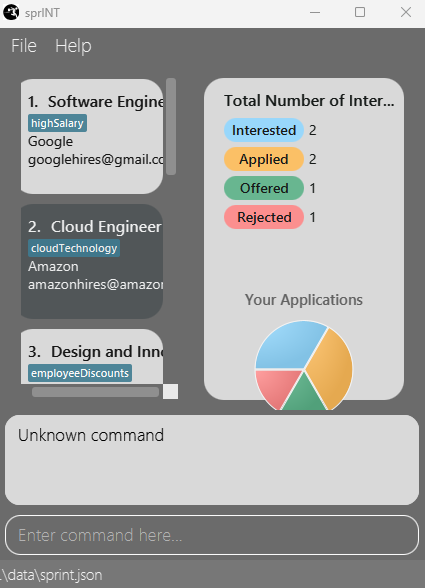 sprINT
File Help
1. Software Engine
highSalary
Google
googlehires@gmail.co
2. Cloud Engineer
cloudTechnology
Amazon
amazonhires@amazon
3. Design and Inno
employeeDiscounts
Total Number of Inter...
Interested 2
Applied 2
Offered 1
Rejected 1
Your Applications
Unknown command
Enter command here...
.\data\sprint.json